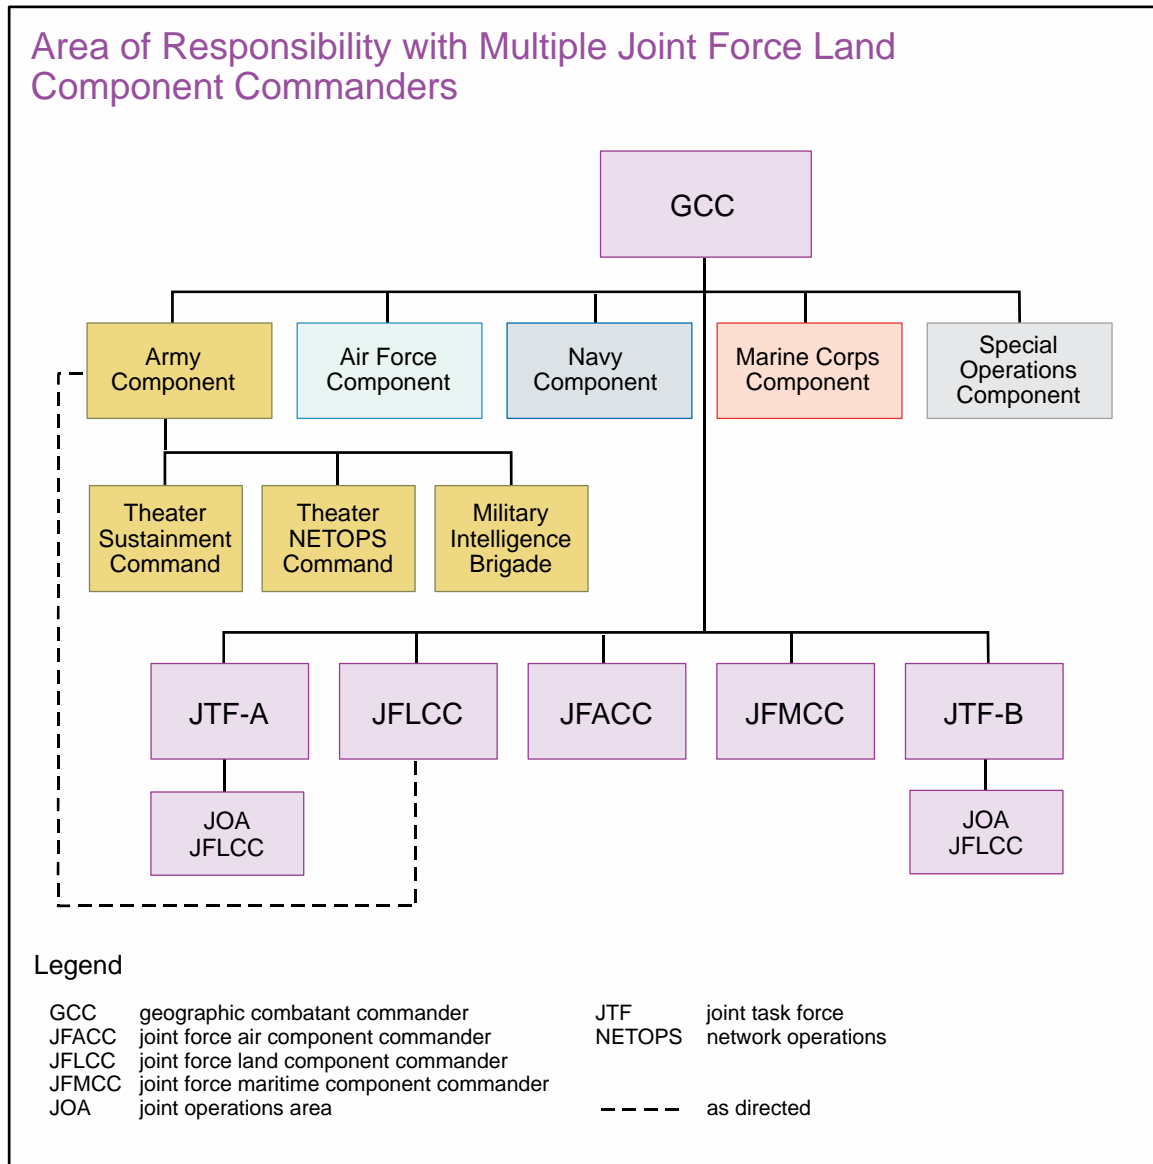 Area of Responsibility with Multiple Joint Force Land
Component Commanders
GCC
Army
Component
Air Force
Component
Navy
Component
Marine Corps
Component
Special
Operations
Component
Theater
Sustainment
Command
Theater
NETOPS
Command
Military
Intelligence
Brigade
JTF-A
JFLCC
JFACC
JFMCC
JTF-B
JOA
JFLCC
JOA
JFLCC
Legend
GCC geographic combatant commander
JFACC joint force air component commander
JFLCC joint force land component commander
JFMCC joint force maritime component commander
JOA joint operations area
JTF joint task force
NETOPS network operations
as directed